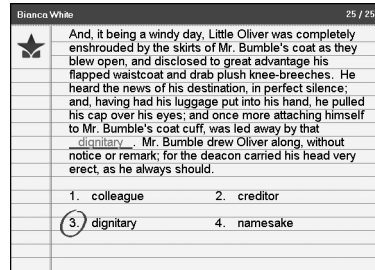 Bianca White 25 / 25
And, it being a windy day, Little Oliver was completely
enshrouded by the skirts of Mr. Bumble's coat as they
blew open, and disclosed to great advantage his
flapped waistcoat and drab plush knee-breeches. He
heard the news of his destination, in perfect silence;
and, having had his luggage put into his hand, he pulled
his cap over his eyes; and once more attaching himself
to Mr. Bumble's coat cuff, was led away by that
dignitary. Mr. Bumble drew Oliver along, without
notice or remark; for the deacon carried his head very
erect, as he always should.
1. colleague 2. creditor
3. dignitary 4. namesake